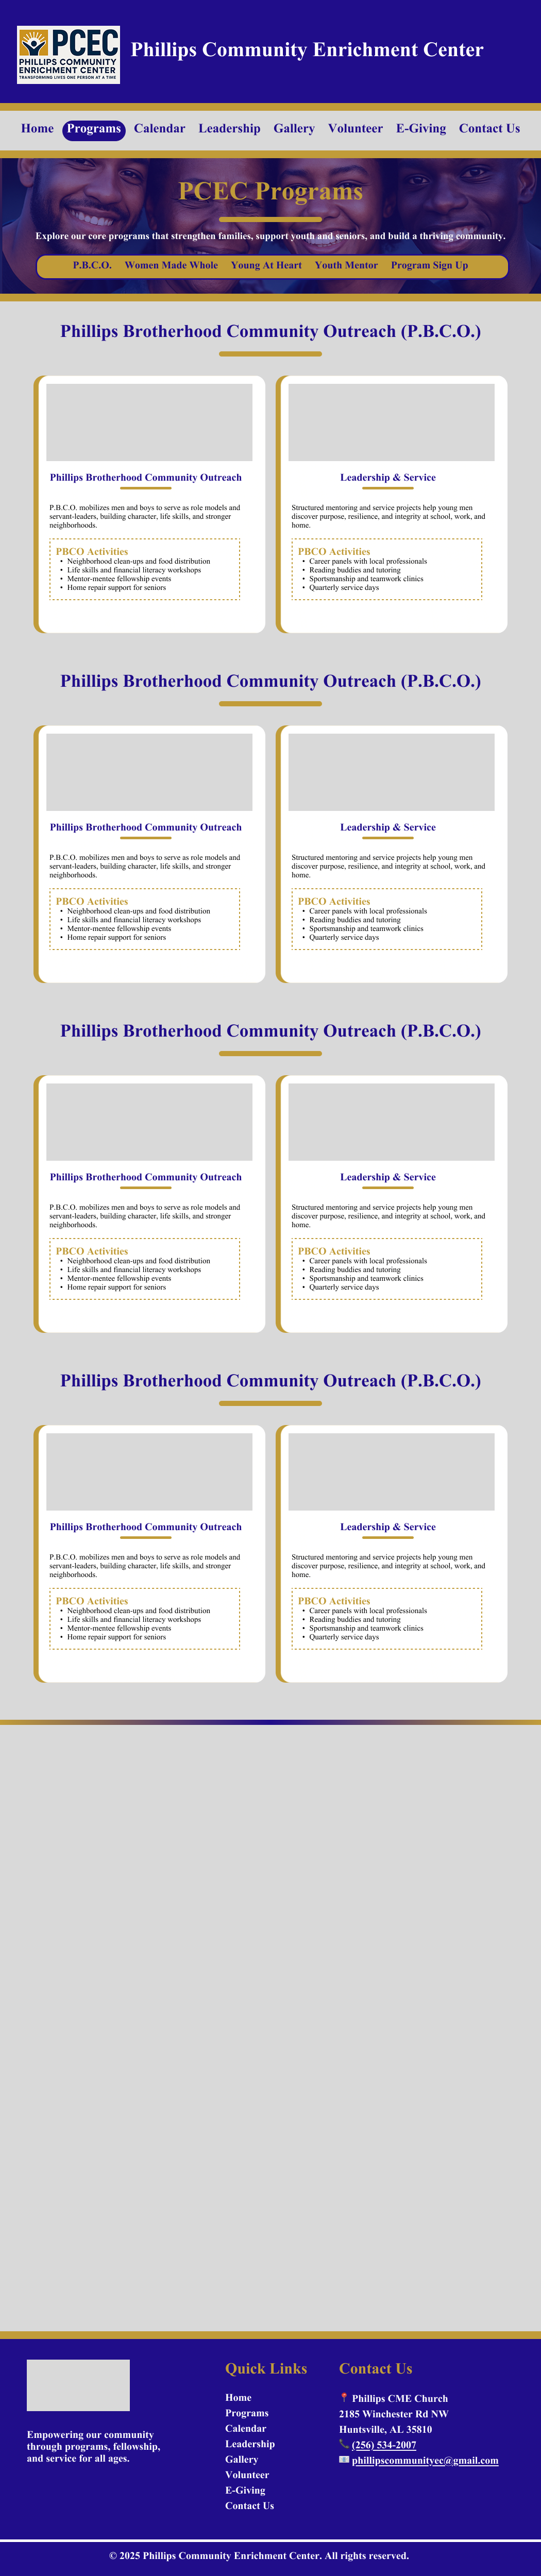 PCEC
PHILLIPS COMMUNITY
ENRICHMENT CENTER
TRANSFORMING LIVES ONE PERSON AT A TIME
Phillips Community Enrichment Center
Home Programs Calendar Leadership Gallery Volunteer E-Giving Contact Us
PCEC Programs
Explore our core programs that strengthen families, support youth and seniors, and build a thriving community.
P.B.C.O. Women Made Whole Young At Heart Youth Mentor Program Sign Up
Phillips Brotherhood Community Outreach (P.B.C.O.)
Phillips Brotherhood Community Outreach
P.B.C.O. mobilizes men and boys to serve as role models and
servant-leaders, building character, life skills, and stronger
neighborhoods.
PBCO Activities
• Neighborhood clean-ups and food distribution
• Life skills and financial literacy workshops
• Mentor-mentee fellowship events
• Home repair support for seniors
Leadership & Service
Structured mentoring and service projects help young men
discover purpose, resilience, and integrity at school, work, and
home.
PBCO Activities
• Career panels with local professionals
• Reading buddies and tutoring
• Sportsmanship and teamwork clinics
• Quarterly service days
Phillips Brotherhood Community Outreach (P.B.C.O.)
Phillips Brotherhood Community Outreach
P.B.C.O. mobilizes men and boys to serve as role models and
servant-leaders, building character, life skills, and stronger
neighborhoods.
PBCO Activities
• Neighborhood clean-ups and food distribution
• Life skills and financial literacy workshops
• Mentor-mentee fellowship events
• Home repair support for seniors
Leadership & Service
Structured mentoring and service projects help young men
discover purpose, resilience, and integrity at school, work, and
home.
PBCO Activities
• Career panels with local professionals
• Reading buddies and tutoring
• Sportsmanship and teamwork clinics
• Quarterly service days
Phillips Brotherhood Community Outreach (P.B.C.O.)
Phillips Brotherhood Community Outreach
P.B.C.O. mobilizes men and boys to serve as role models and
servant-leaders, building character, life skills, and stronger
neighborhoods.
PBCO Activities
• Neighborhood clean-ups and food distribution
• Life skills and financial literacy workshops
• Mentor-mentee fellowship events
• Home repair support for seniors
Leadership & Service
Structured mentoring and service projects help young men
discover purpose, resilience, and integrity at school, work, and
home.
PBCO Activities
• Career panels with local professionals
• Reading buddies and tutoring
• Sportsmanship and teamwork clinics
• Quarterly service days
Phillips Brotherhood Community Outreach (P.B.C.O.)
Phillips Brotherhood Community Outreach
P.B.C.O. mobilizes men and boys to serve as role models and
servant-leaders, building character, life skills, and stronger
neighborhoods.
PBCO Activities
• Neighborhood clean-ups and food distribution
• Life skills and financial literacy workshops
• Mentor-mentee fellowship events
• Home repair support for seniors
Leadership & Service
Structured mentoring and service projects help young men
discover purpose, resilience, and integrity at school, work, and
home.
PBCO Activities
• Career panels with local professionals
• Reading buddies and tutoring
• Sportsmanship and teamwork clinics
• Quarterly service days
Empowering our community
through programs, fellowship,
and service for all ages.
Quick Links
Home
Programs
Calendar
Leadership
Gallery
Volunteer
E-Giving
Contact Us
Contact Us
📍 Phillips CME Church
2185 Winchester Rd NW
Huntsville, AL 35810
📞 (256) 534-2007
📧 phillipscommunityec@gmail.com
© 2025 Phillips Community Enrichment Center. All rights reserved.